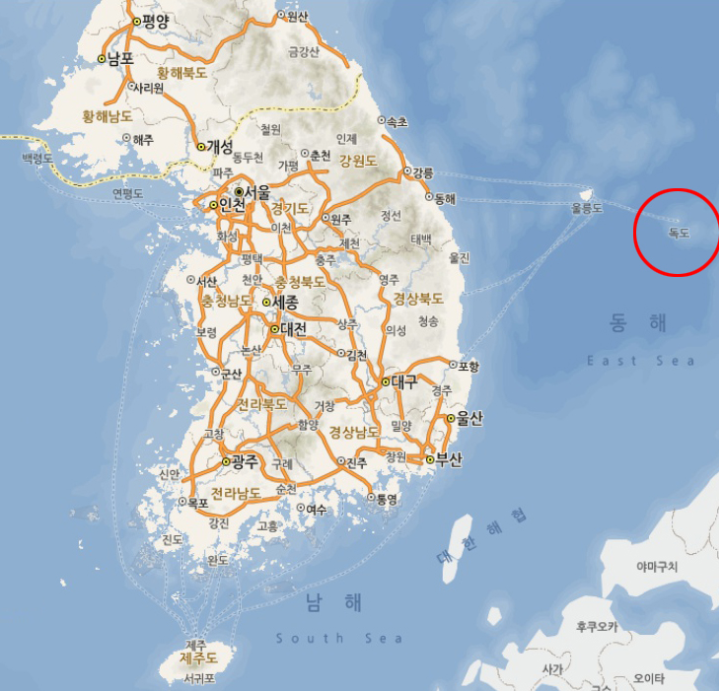 평양
원산
남포
금강산
황해북도
사리원
황해남도
속초
해주
개성
철원
인제
백령도
동두천
춘천
가평
강원도
파주
강릉
연평도
서울
동해
인천
경기도
울릉도
원주
정선
독도
이천
화성
제천
태백
평택
충주
울진
서산
천안
충청북도
영주
충청남도
세종
경상북도
동해
청송
상주
대전
보령
의성
논산
김천
East Sea
포항
군산
무주
대구
경주
전라북도
거창
울산
함양
밀양
고창
경상남도
창원
부산
광주
구례
진주
신안
전라남도
순천
통영
목포
여수
강진
고흥
대한해협
진도
완도
야마구치
남해
후쿠오카
South Sea
제주
제주도
사가
서귀포
오이타